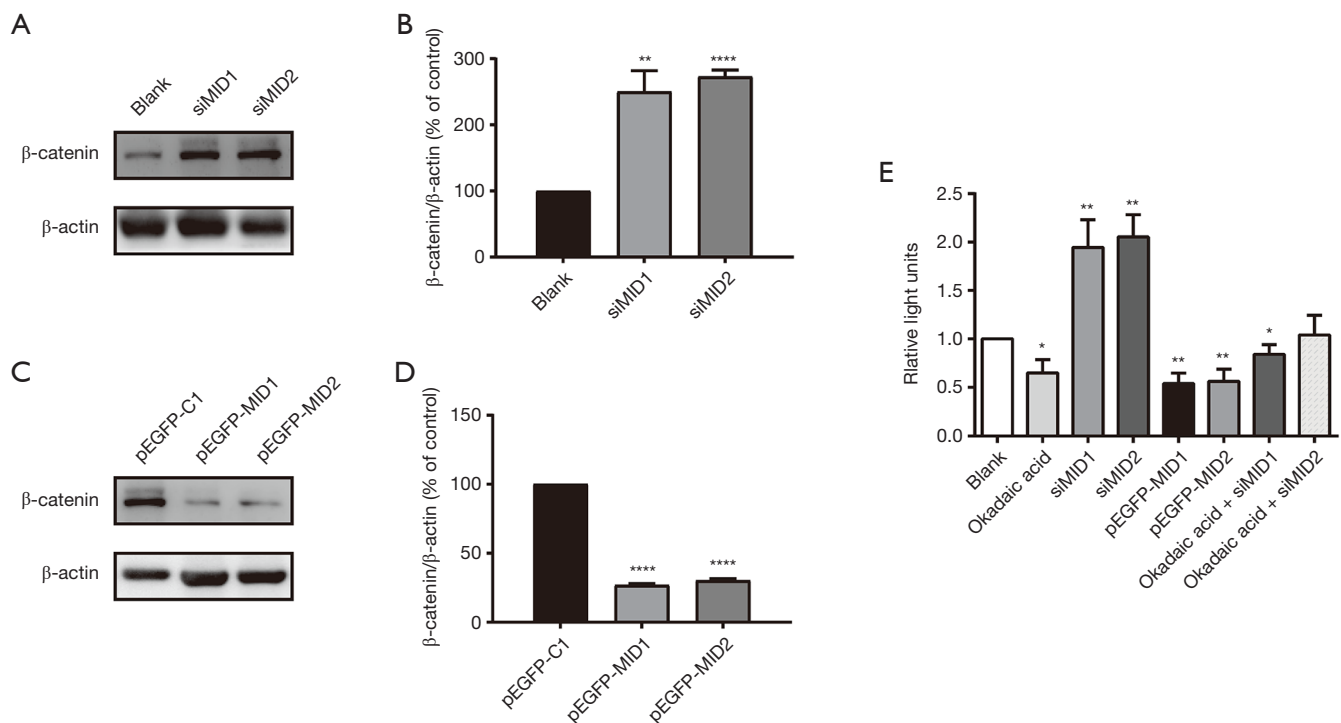 A
Blank
siMID1
siMID2
β-catenin
β-actin
B
β-catenin/β-actin (% of control)
300
200
100
0
**
****
Blank
siMID1
siMID2
C
pEGFP-C1
pEGFP-MID1
pEGFP-MID2
β-catenin
β-actin
D
β-catenin/β-actin (% of control)
150
100
50
0
****
****
pEGFP-C1
pEGFP-MID1
pEGFP-MID2
E
Rlative light units
2.5
2.0
1.5
1.0
0.5
0.0
*
**
**
**
**
*
Blank
Okadaic acid
siMID1
siMID2
pEGFP-MID1
pEGFP-MID2
Okadaic acid + siMID1
Okadaic acid + siMID2